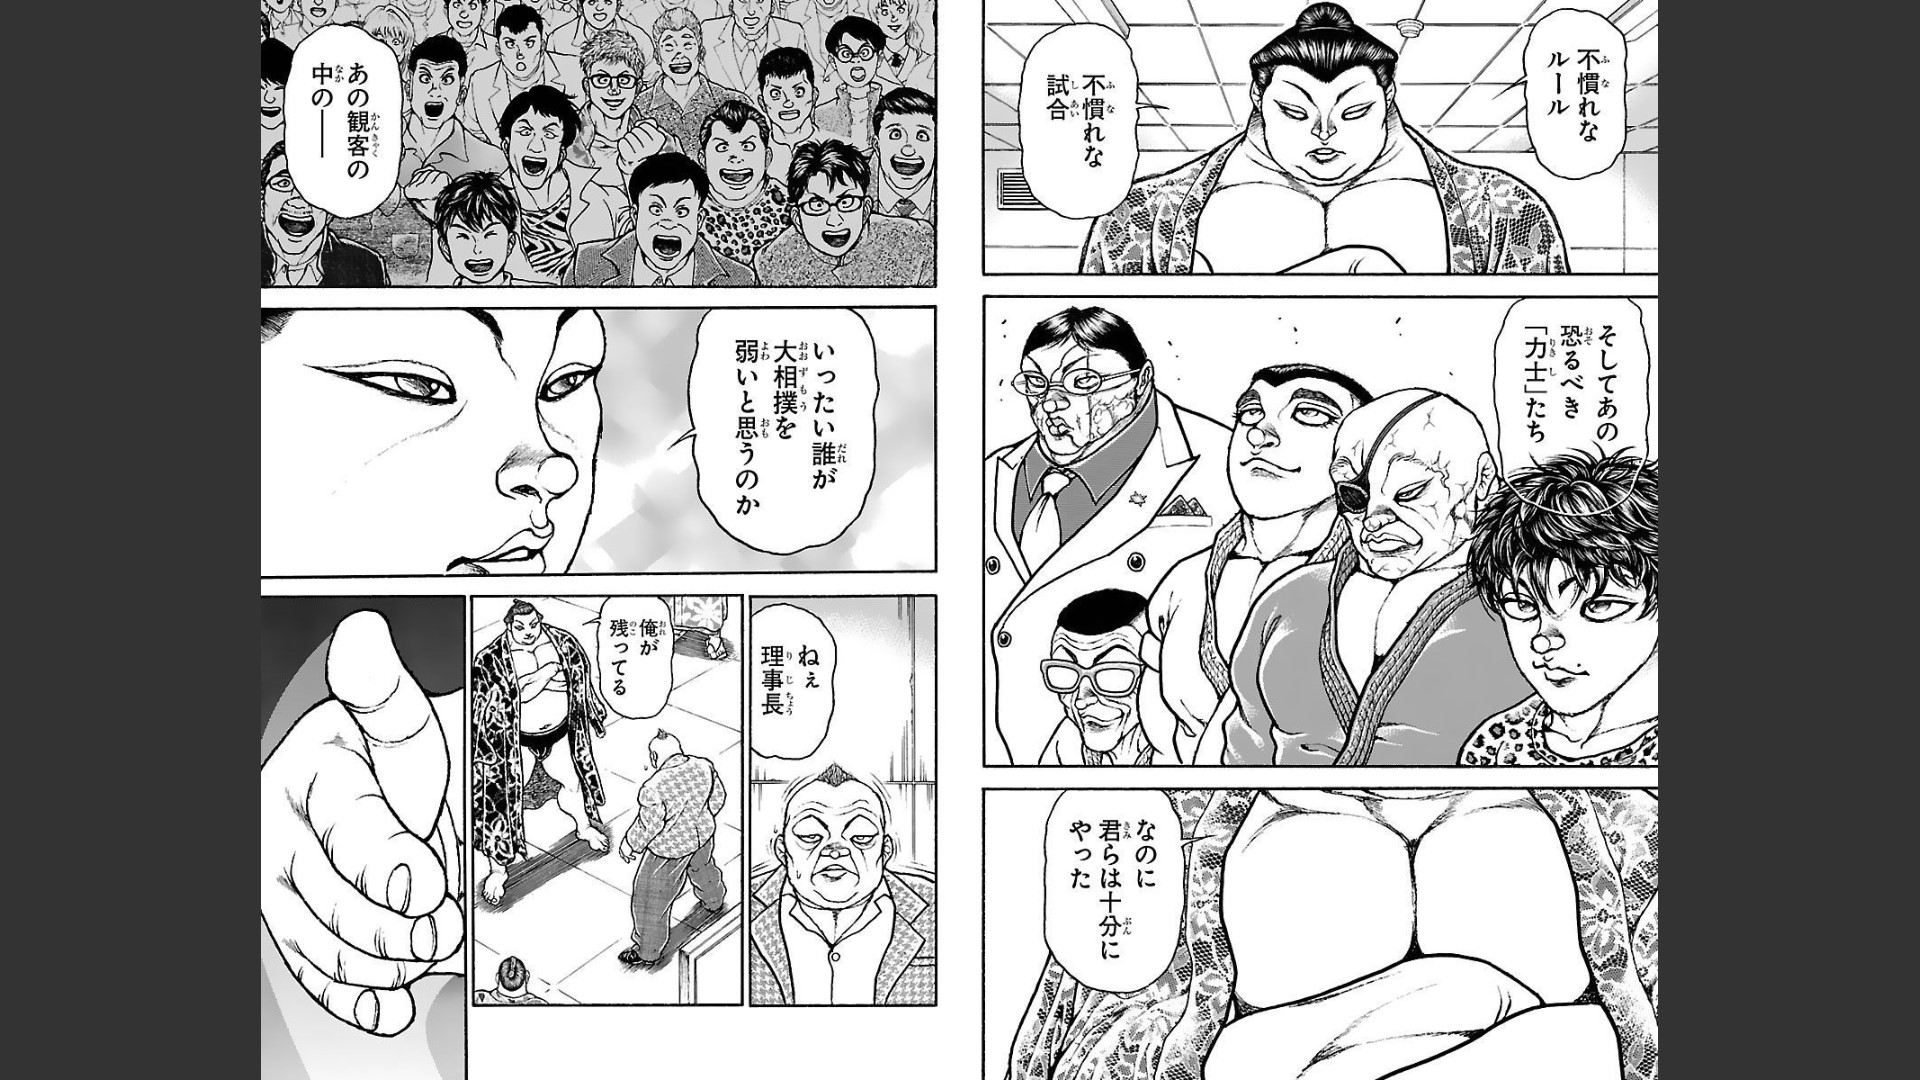 不慣れな
ルール
不慣れな
試合
そしてあの
恐るべき
「力士」たち
なのに
君らは十分に
やった
あの観客の
中の――
いったい誰が
大相撲を
弱いと思うのか
ねぇ
理事長
俺が
残ってる